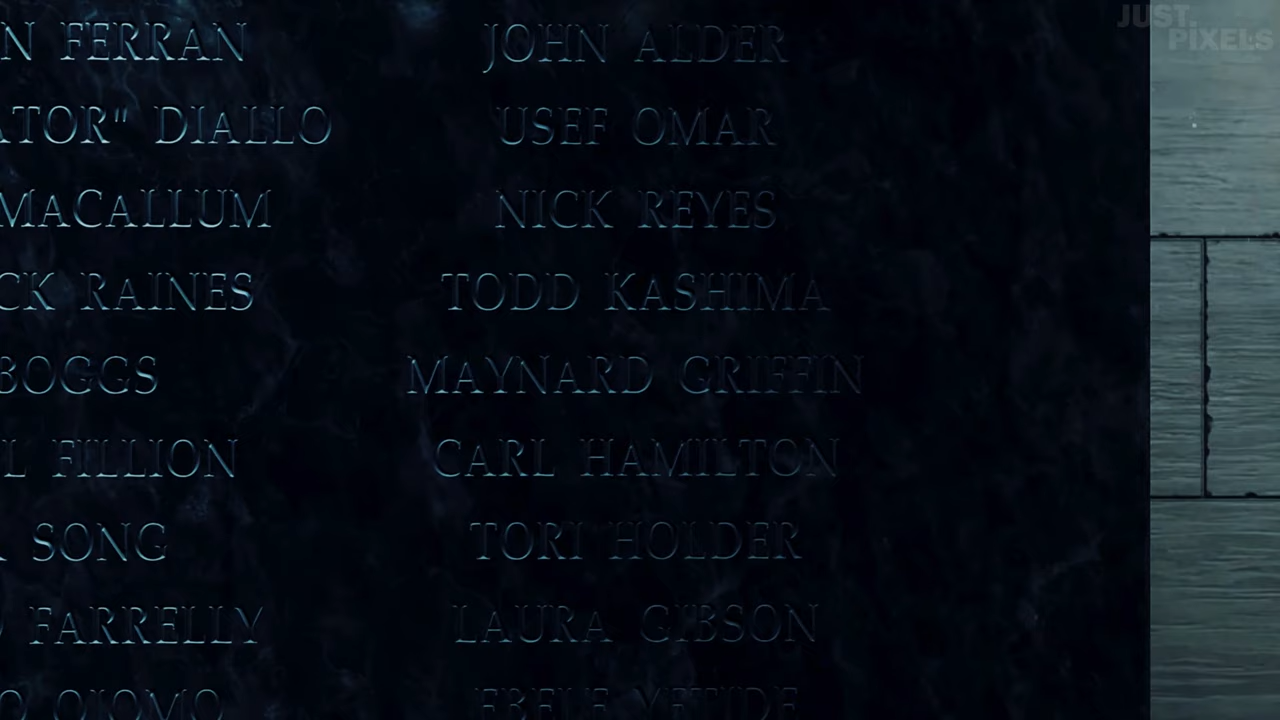 N FERRAN
ATOR" DIALLO
MACALLUM
CK RAINES
BOGGS
L FILLION
SONG
FARRELLY
O OJOMO
JOHN ALDER
USEF OMAR
NICK REYES
TODD KASHIMA
MAYNARD GRIFFIN
CARL HAMILTON
TORI HOLDER
LAURA GIBSON
JUST.
PIXELS